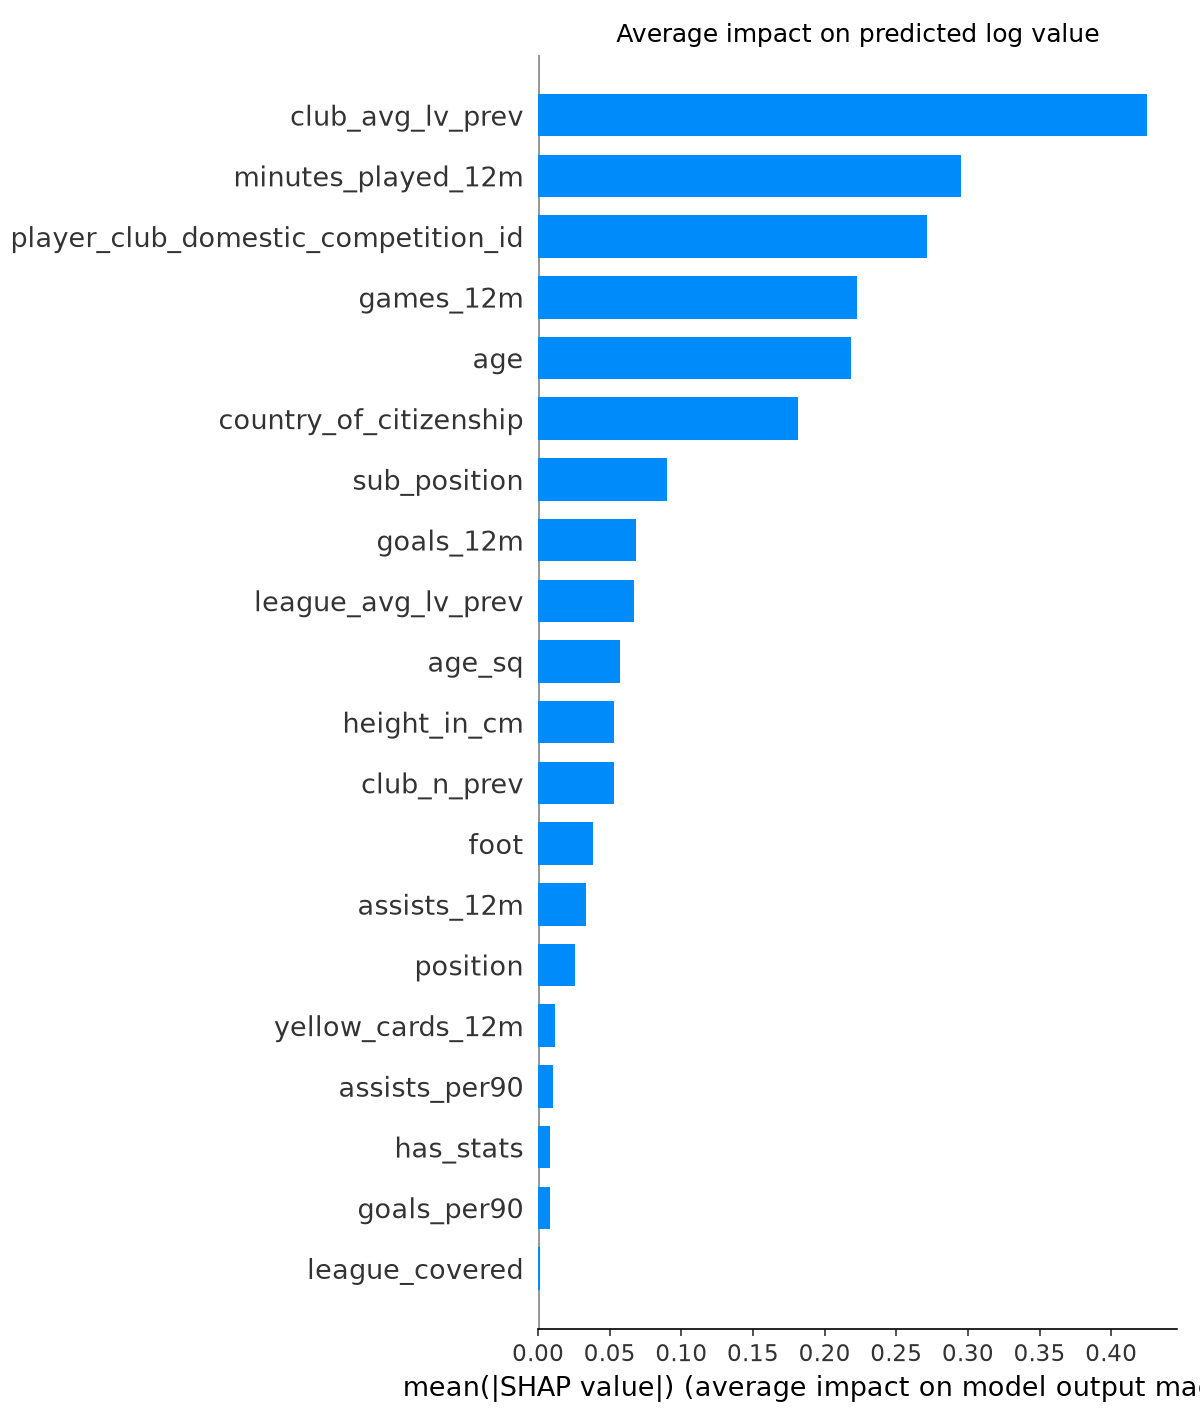 Average impact on predicted log value
club_avg_lv_prev
minutes_played_12m
player_club_domestic_competition_id
games_12m
age
country_of_citizenship
sub_position
goals_12m
league_avg_lv_prev
age_sq
height_in_cm
club_n_prev
foot
assists_12m
position
yellow_cards_12m
assists_per90
has_stats
goals_per90
league_covered
0.00 0.05 0.10 0.15 0.20 0.25 0.30 0.35 0.40
mean(|SHAP value|) (average impact on model output